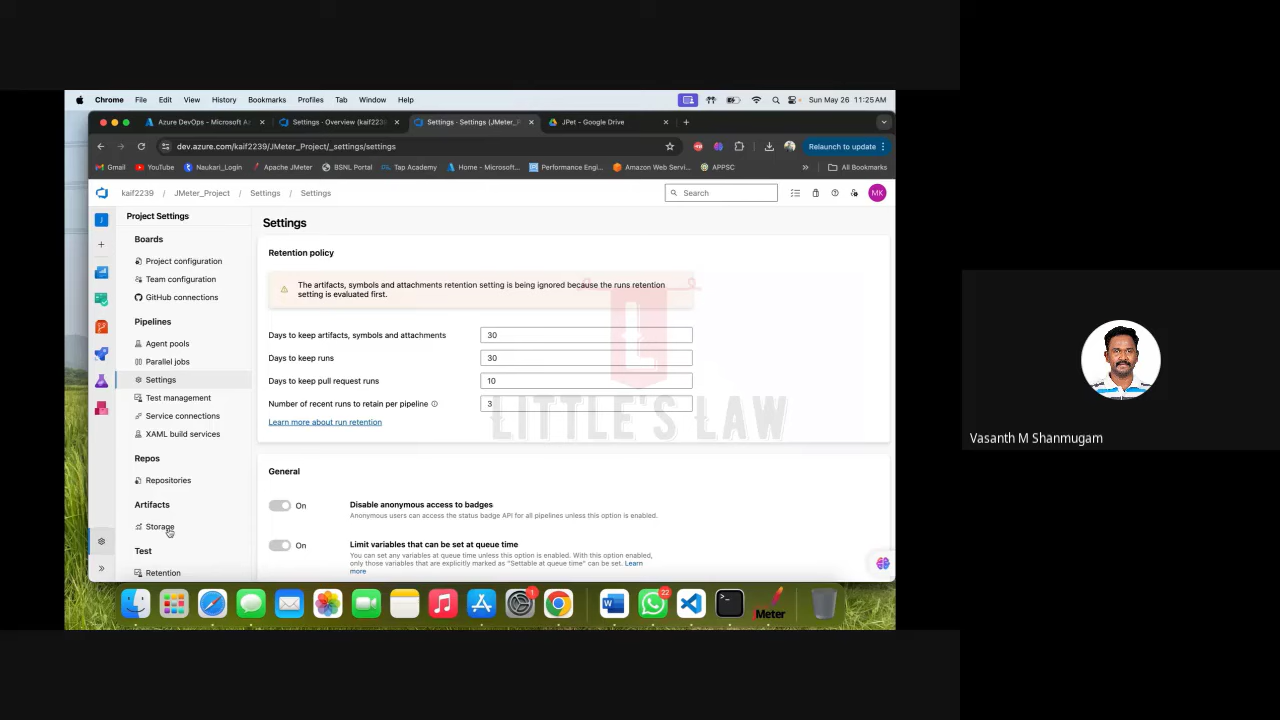 Chrome File Edit View History Bookmarks Profiles Tab Window Help Sun May 26 11:25 AM
Azure DevOps - Microsoft A Settings · Overview (kaif2239 Settings · Settings (JMeter_P JPet - Google Drive
dev.azure.com/kaif2239/JMeter_Project/_settings/settings Relaunch to update
Gmail YouTube Naukari_Login Apache JMeter BSNL Portal Tap Academy Home - Microsoft... Performance Engi... Amazon Web Servi... APPSC » All Bookmarks
kaif2239 / JMeter_Project / Settings / Settings Search MK
J
Project Settings
Boards
Project configuration
Team configuration
GitHub connections
Pipelines
Agent pools
Parallel jobs
Settings
Test management
Service connections
XAML build services
Repos
Repositories
Artifacts
Storage
Test
Retention
Settings
Retention policy
The artifacts, symbols and attachments retention setting is being ignored because the runs retention
setting is evaluated first.
Days to keep artifacts, symbols and attachments 30
Days to keep runs 30
Days to keep pull request runs 10
Number of recent runs to retain per pipeline 3
Learn more about run retention
L
LITTLE'S LAW
General
On Disable anonymous access to badges
Anonymous users can access the status badge API for all pipelines unless this option is enabled.
On Limit variables that can be set at queue time
You can set any variables at queue time unless this option is enabled. With this option enabled,
only those variables that are explicitly marked as "Settable at queue time" can be set. Learn
more
1 22
W Meter
Vasanth M Shanmugam